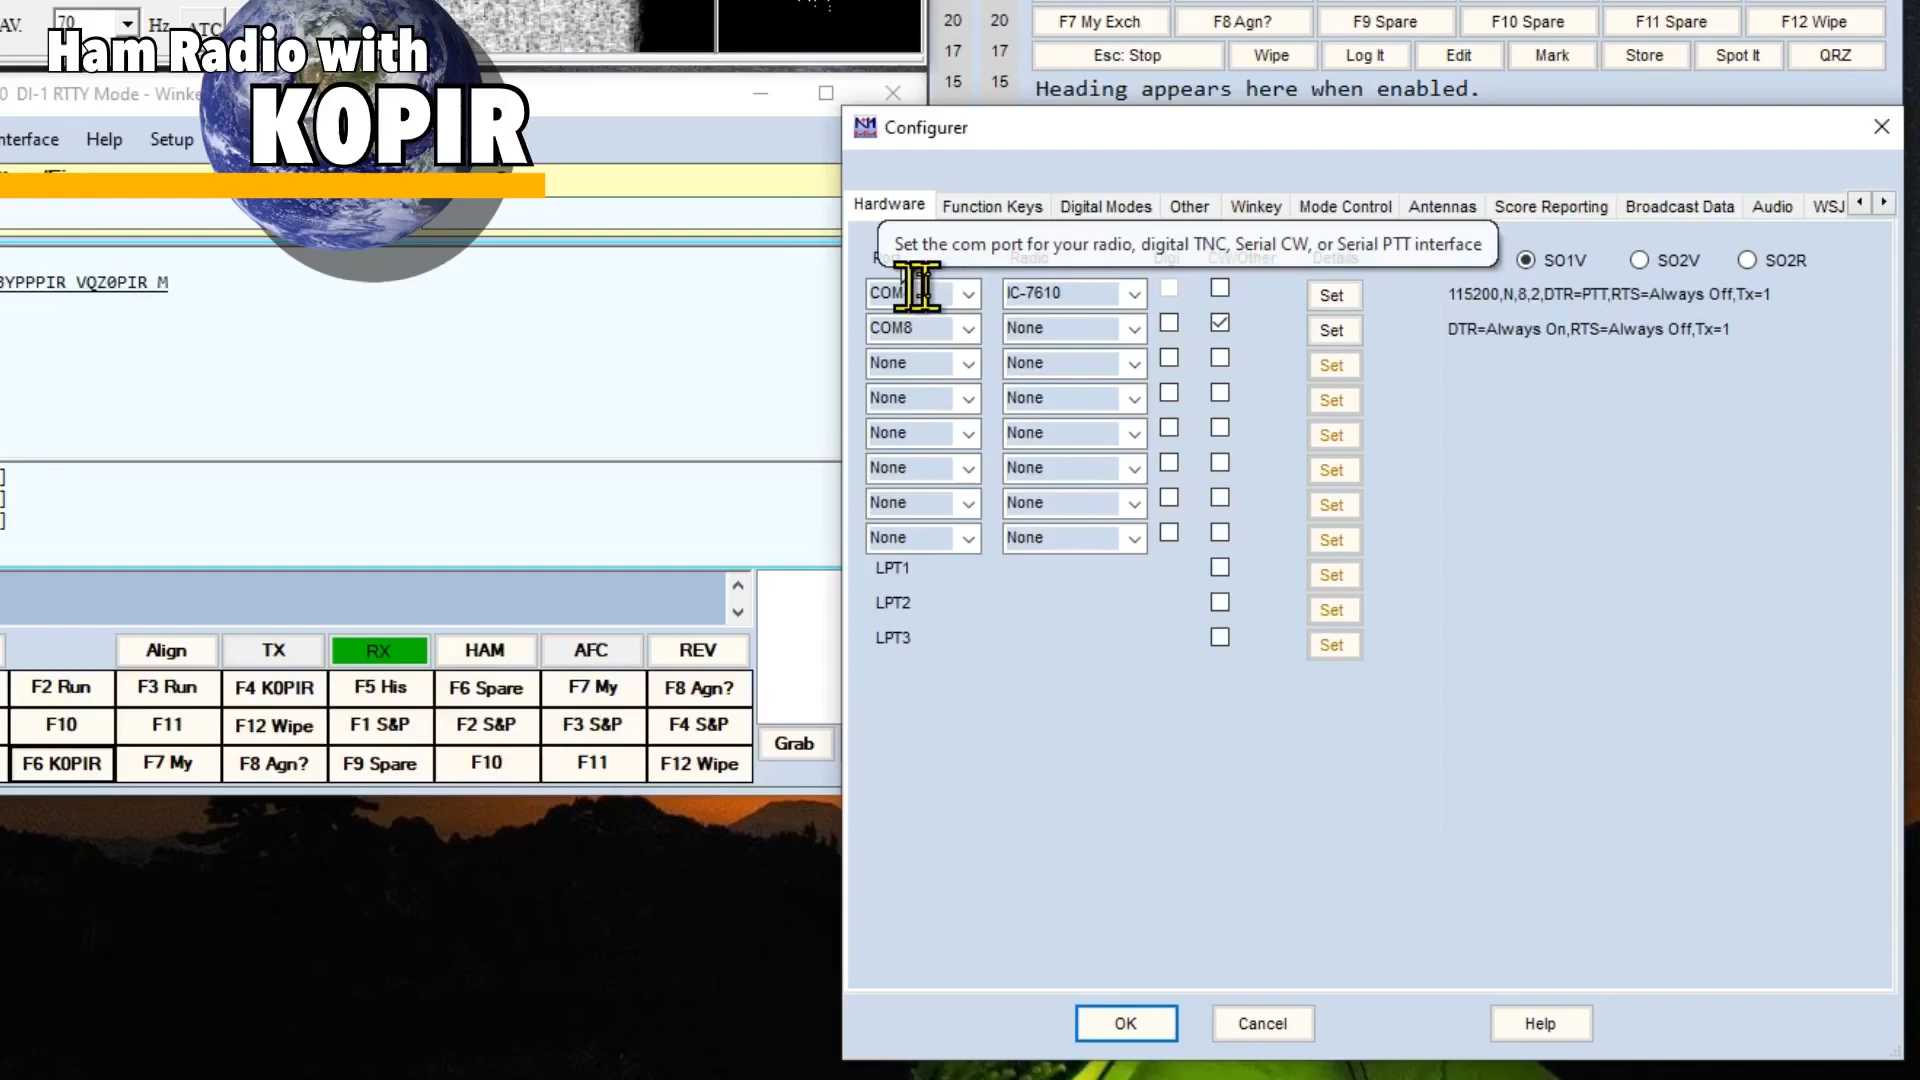 AV.
70
Hz
ATC
Ham Radio with
K0PIR
0 DI-1 RTTY Mode - Winke
nterface
Help
Setup
BYPPPIR VQZ0PIR M
]
]
]
Align
TX
RX
HAM
AFC
REV
F2 Run
F3 Run
F4 K0PIR
F5 His
F6 Spare
F7 My
F8 Agn?
F10
F11
F12 Wipe
F1 S&P
F2 S&P
F3 S&P
F4 S&P
F6 K0PIR
F7 My
F8 Agn?
F9 Spare
F10
F11
F12 Wipe
Grab
20 20
17 17
15 15
F7 My Exch
F8 Agn?
F9 Spare
F10 Spare
F11 Spare
F12 Wipe
Esc: Stop
Wipe
Log It
Edit
Mark
Store
Spot It
QRZ
Heading appears here when enabled.
Configurer
Hardware
Function Keys
Digital Modes
Other
Winkey
Mode Control
Antennas
Score Reporting
Broadcast Data
Audio
WSJ
Set the com port for your radio, digital TNC, Serial CW, or Serial PTT interface
Radio
Digi
CW/Other
Details
SO1V
SO2V
SO2R
COM
IC-7610
Set
115200,N,8,2,DTR=PTT,RTS=Always Off,Tx=1
COM8
None
Set
DTR=Always On,RTS=Always Off,Tx=1
None
None
Set
None
None
Set
None
None
Set
None
None
Set
None
None
Set
None
None
Set
LPT1
Set
LPT2
Set
LPT3
Set
OK
Cancel
Help